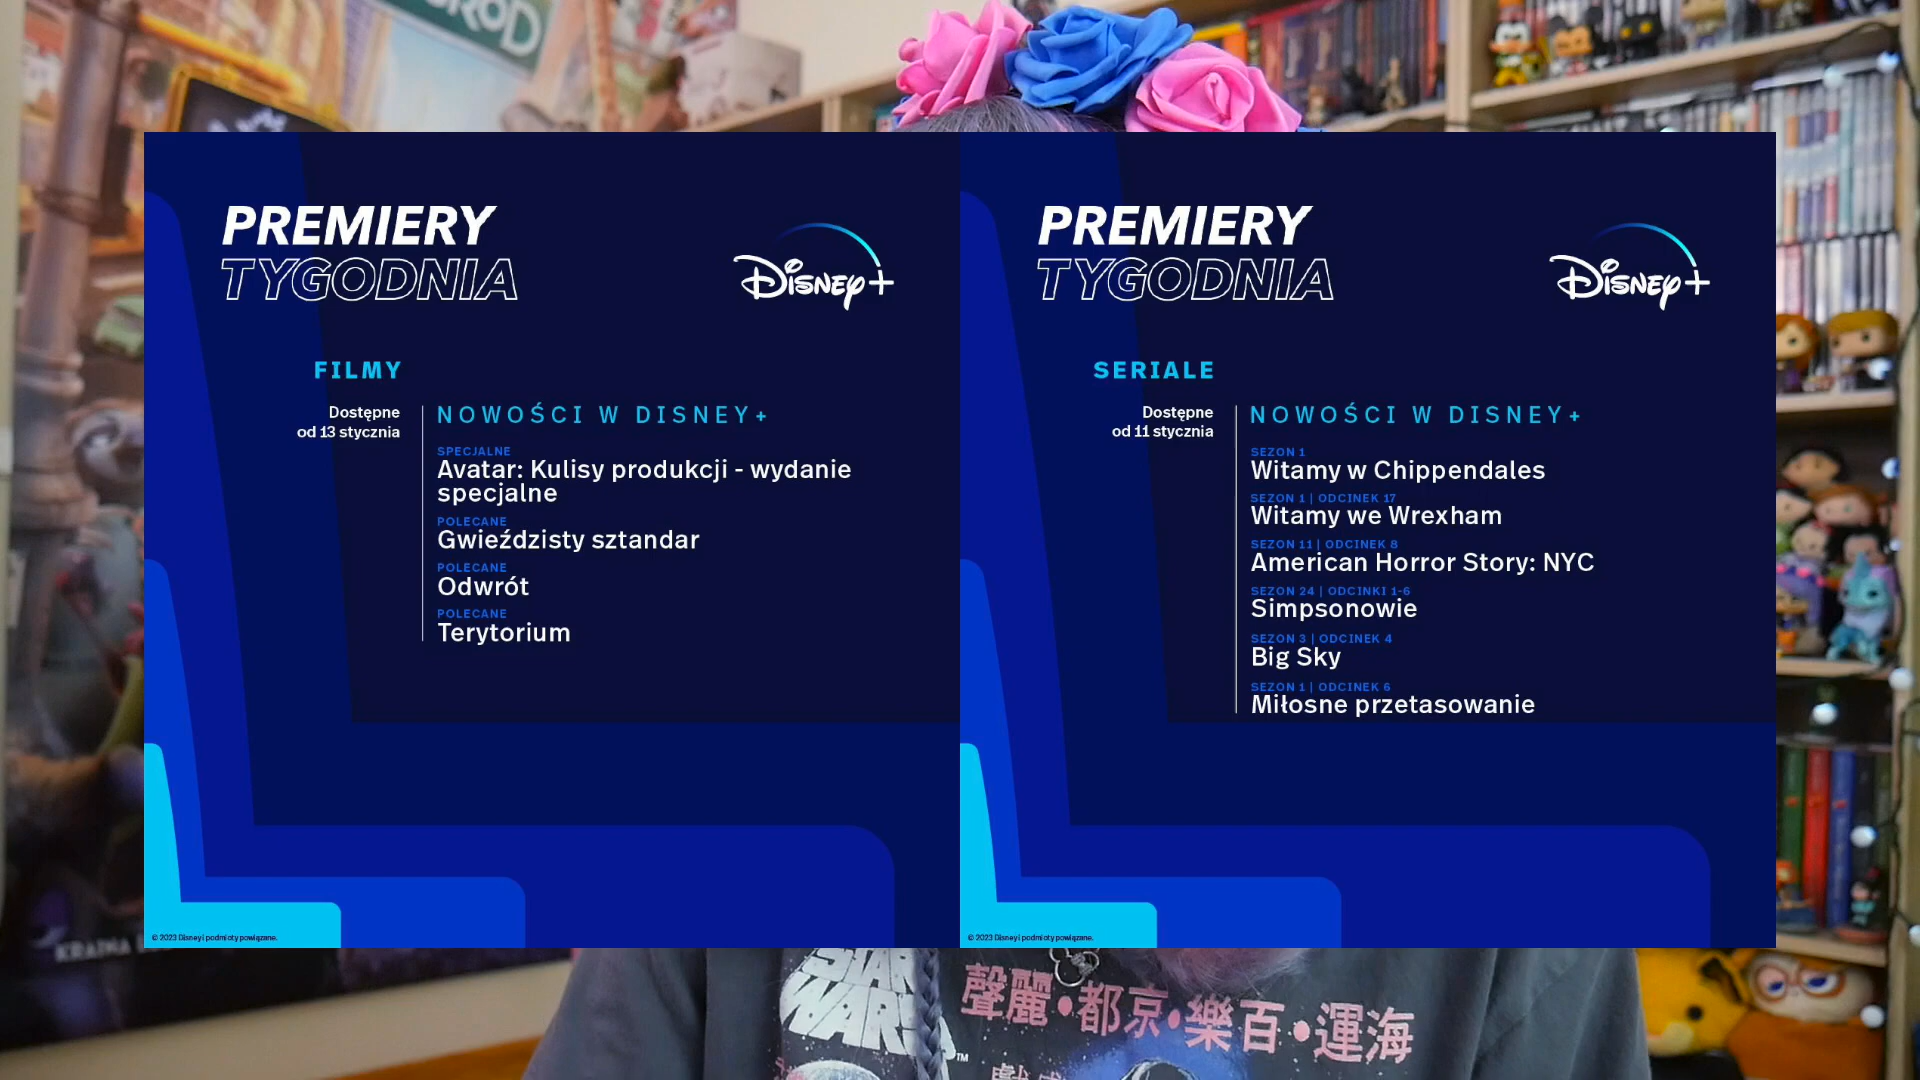 PREMIERY
TYGODNIA
Disney+
FILMY
Dostępne
od 13 stycznia
NOWOŚCI W DISNEY+
SPECJALNE
Avatar: Kulisy produkcji - wydanie
specjalne
POLECANE
Gwieździsty sztandar
POLECANE
Odwrót
POLECANE
Terytorium
© 2023 Disney i podmioty powiązane.
PREMIERY
TYGODNIA
Disney+
SERIALE
Dostępne
od 11 stycznia
NOWOŚCI W DISNEY+
SEZON 1
Witamy w Chippendales
SEZON 1 | ODCINEK 17
Witamy we Wrexham
SEZON 11 | ODCINEK 8
American Horror Story: NYC
SEZON 24 | ODCINKI 1-6
Simpsonowie
SEZON 3 | ODCINEK 4
Big Sky
SEZON 1 | ODCINEK 6
Miłosne przetasowanie
© 2023 Disney i podmioty powiązane.
KRAINA
STAR
WARS
TM
聲麗•都京•樂百•運海